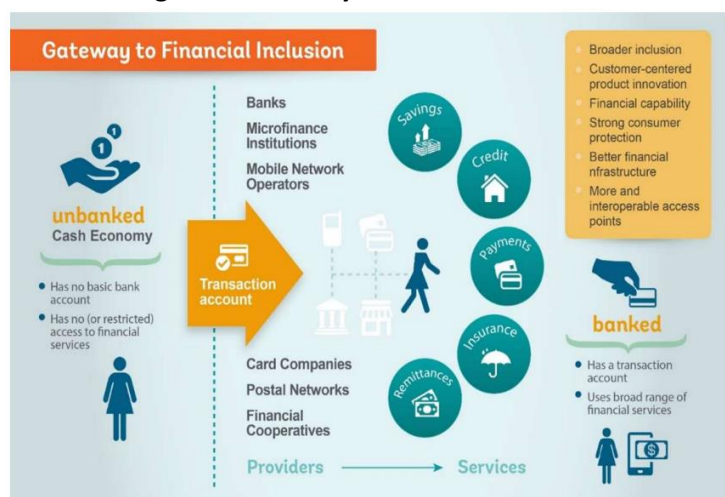 Gateway to Financial Inclusion
1
1
unbanked
Cash Economy
Has no basic bank
account
Has no (or restricted)
access to financial
services
Transaction
account
Banks
Microfinance
Institutions
Mobile Network
Operators
Card Companies
Postal Networks
Financial
Cooperatives
Providers
Services
Savings
Credit
Payments
Insurance
Remittances
Broader inclusion
Customer-centered
product innovation
Financial capability
Strong consumer
protection
Better financial
nfrastructure
More and
interoperable access
points
banked
Has a transaction
account
Uses broad range of
financial services
$